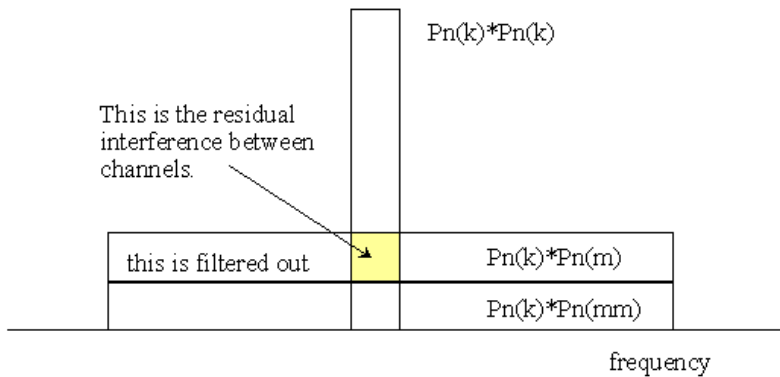 Pn(k)*Pn(k)
This is the residual
interference between
channels.
this is filtered out
Pn(k)*Pn(m)
Pn(k)*Pn(mm)
frequency